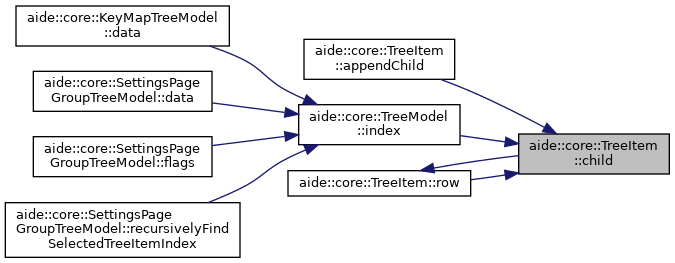 aide::core::KeyMapTreeModel
::data
aide::core::SettingsPage
GroupTreeModel::data
aide::core::SettingsPage
GroupTreeModel::flags
aide::core::SettingsPage
GroupTreeModel::recursivelyFind
SelectedTreeItemIndex
aide::core::TreeItem
::appendChild
aide::core::TreeModel
::index
aide::core::TreeItem::row
aide::core::TreeItem
::child